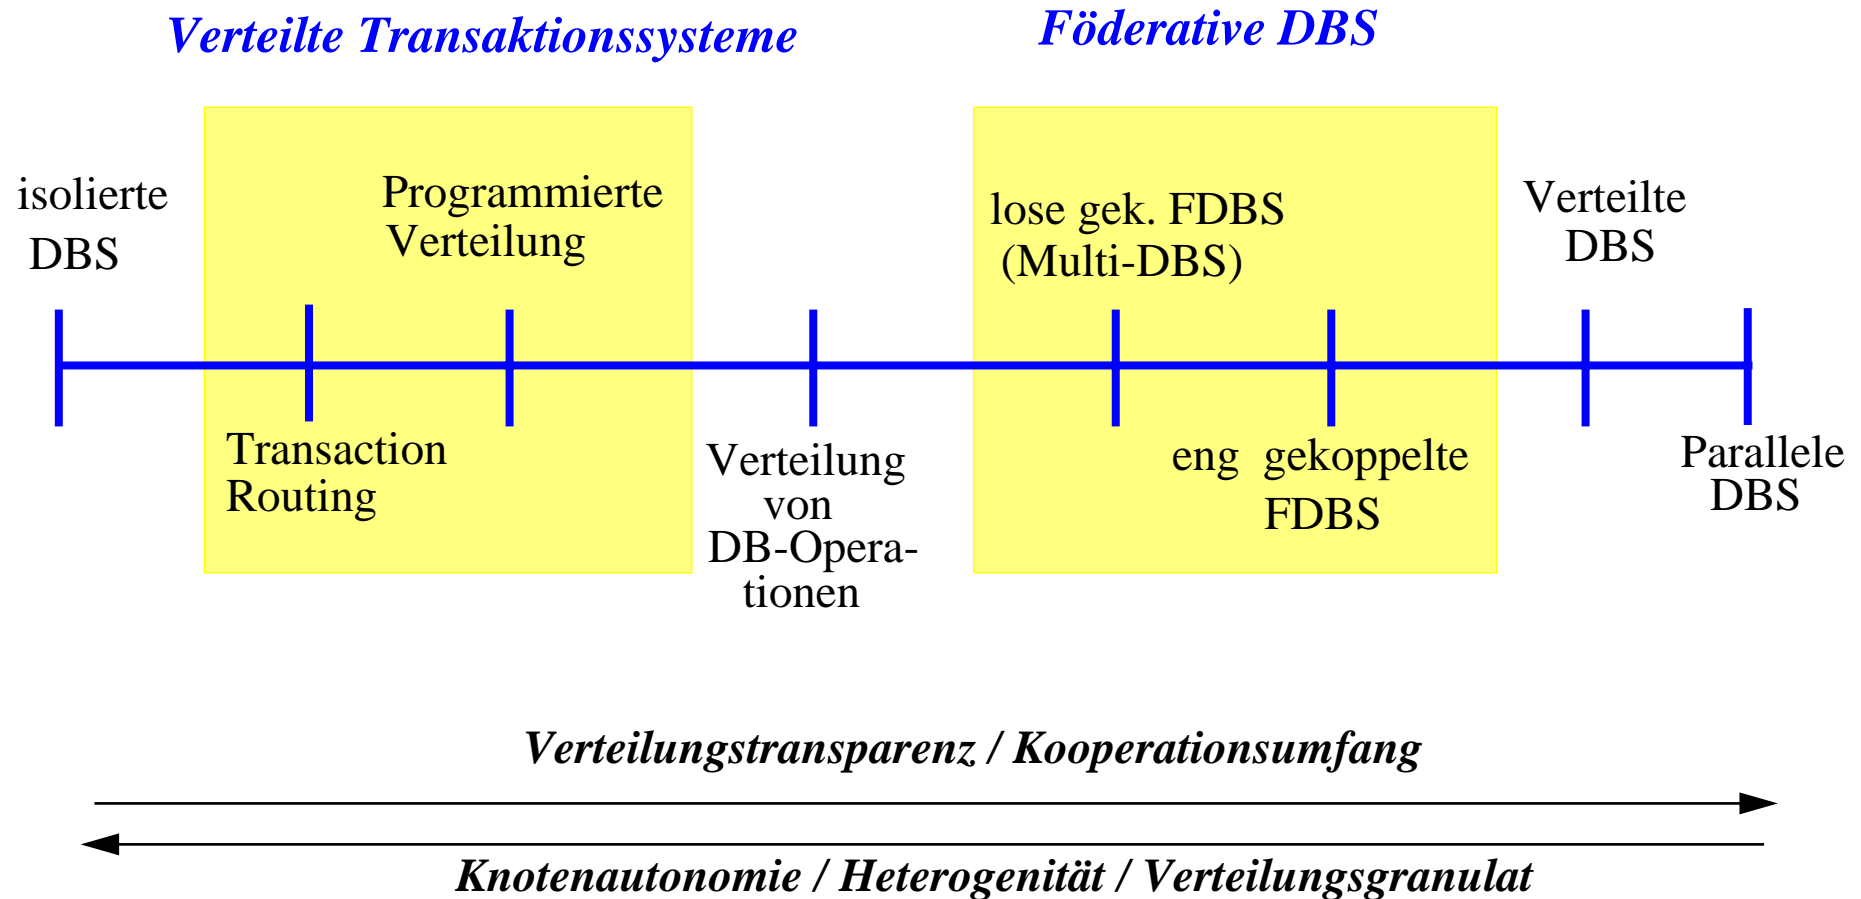 Verteilte Transaktionssysteme
Föderative DBS
isolierte
DBS
Programmierte
Verteilung
lose gek. FDBS
(Multi-DBS)
Verteilte
DBS
Transaction
Routing
Verteilung
von
DB-Opera-
tionen
eng gekoppelte
FDBS
Parallele
DBS
Verteilungstransparenz / Kooperationsumfang
Knotenautonomie / Heterogenität / Verteilungsgranulat